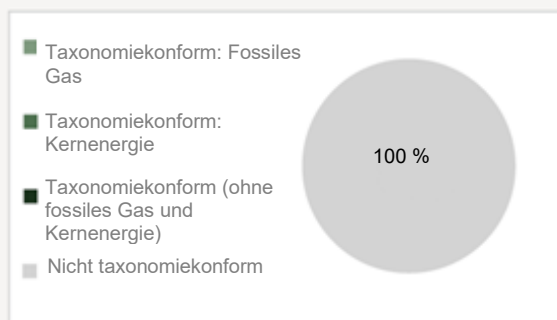 Taxonomiekonform: Fossiles
Gas
Taxonomiekonform:
Kernenergie
Taxonomiekonform (ohne
fossiles Gas und
Kernenergie)
Nicht taxonomiekonform
100 %